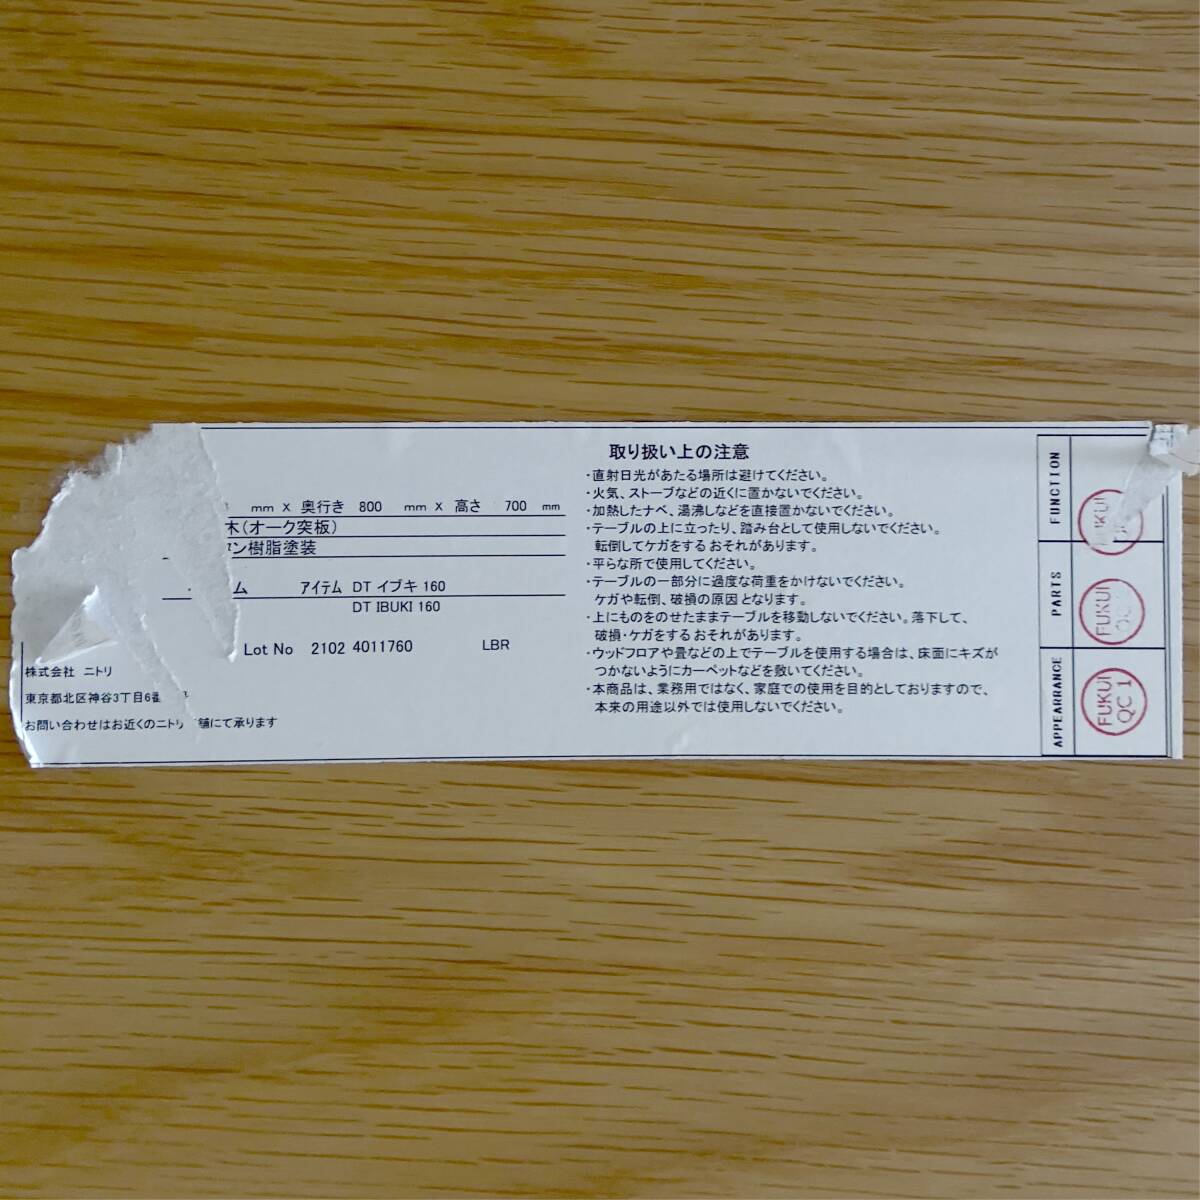 mm X 奥行き 800 mm X 高さ 700 mm
木(オーク突板)
ン樹脂塗装
ム アイテム DT イブキ 160
DT IBUKI 160
Lot No 2102 4011760 LBR
株式会社 ニトリ
東京都北区神谷3丁目6番
お問い合わせはお近くのニトリ 舗にて承ります
取り扱い上の注意
・直射日光があたる場所は避けてください。
・火気、ストーブなどの近くに置かないでください。
・加熱したナベ、湯沸しなどを直接置かないでください。
・テーブルの上に立ったり、踏み台として使用しないでください。
転倒してケガをするおそれがあります。
・平らな所で使用してください。
・テーブルの一部分に過度な荷重をかけないでください。
ケガや転倒、破損の原因となります。
・上にものをのせたままテーブルを移動しないでください。落下して、
破損・ケガをするおそれがあります。
・ウッドフロアや畳などの上でテーブルを使用する場合は、床面にキズが
つかないようにカーペットなどを敷いてください。
・本商品は、業務用ではなく、家庭での使用を目的としておりますので、
本来の用途以外では使用しないでください。
FUNCTION
FUKUI
PARTS
FUKUI
QC
APPEARRANCE
FUKUI
QC 1